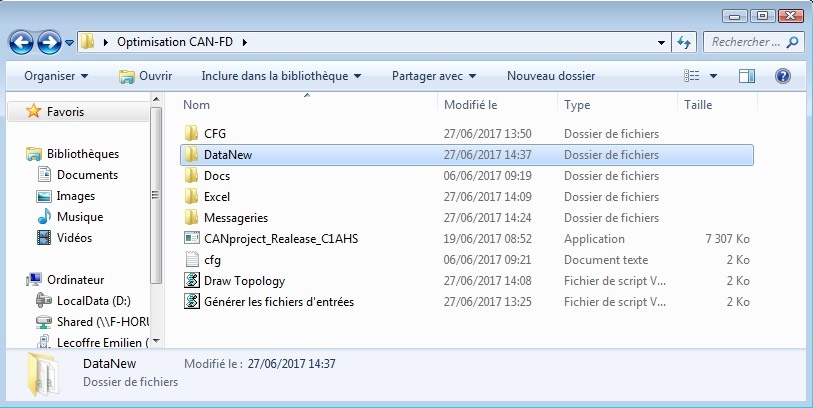 Optimisation CAN-FD
Rechercher ...
Organiser Ouvrir Inclure dans la bibliothèque Partager avec Nouveau dossier
Favoris
Bibliothèques
Documents
Images
Musique
Vidéos
Ordinateur
LocalData (D:)
Shared (\\F-HORU
Lecoffre Emilien (
Nom Modifié le Type Taille
CFG 27/06/2017 13:50 Dossier de fichiers
DataNew 27/06/2017 14:37 Dossier de fichiers
Docs 06/06/2017 09:19 Dossier de fichiers
Excel 27/06/2017 14:09 Dossier de fichiers
Messageries 27/06/2017 14:24 Dossier de fichiers
CANproject_Realease_C1AHS 19/06/2017 08:52 Application 7 307 Ko
cfg 06/06/2017 09:21 Document texte 2 Ko
Draw Topology 27/06/2017 14:08 Fichier de script V... 2 Ko
Générer les fichiers d'entrées 27/06/2017 13:25 Fichier de script V... 2 Ko
DataNew Modifié le : 27/06/2017 14:37
Dossier de fichiers